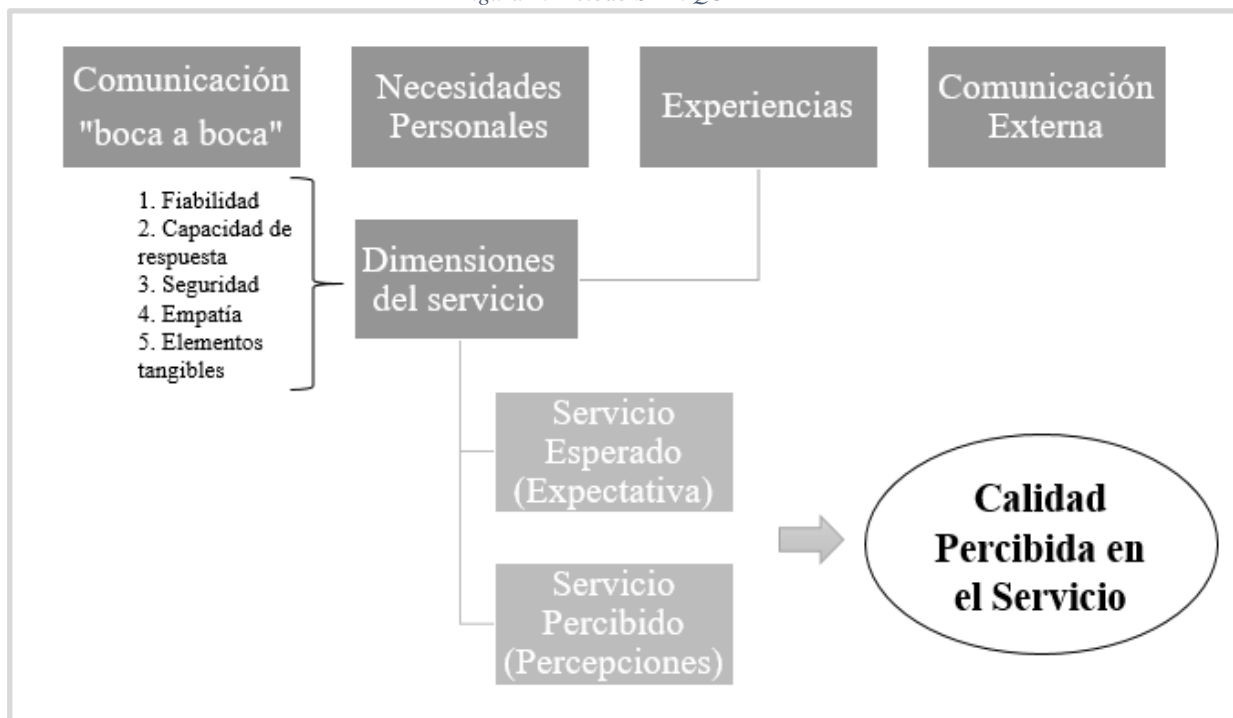 Comunicación
"boca a boca"
Necesidades
Personales
Experiencias
Comunicación
Externa
1. Fiabilidad
2. Capacidad de
respuesta
3. Seguridad
4. Empatía
5. Elementos
tangibles
Dimensiones
del servicio
Servicio
Esperado
(Expectativa)
Servicio
Percibido
(Percepciones)
Calidad
Percibida en
el Servicio